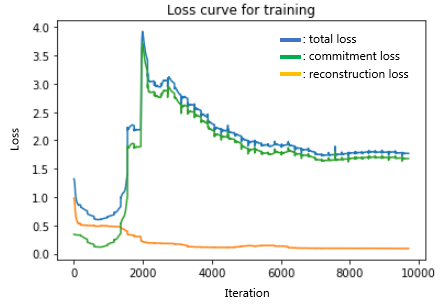 Loss curve for training
: total loss
: commitment loss
: reconstruction loss
4.0
3.5
3.0
2.5
2.0
1.5
1.0
0.5
0.0
Loss
0 2000 4000 6000 8000 10000
Iteration